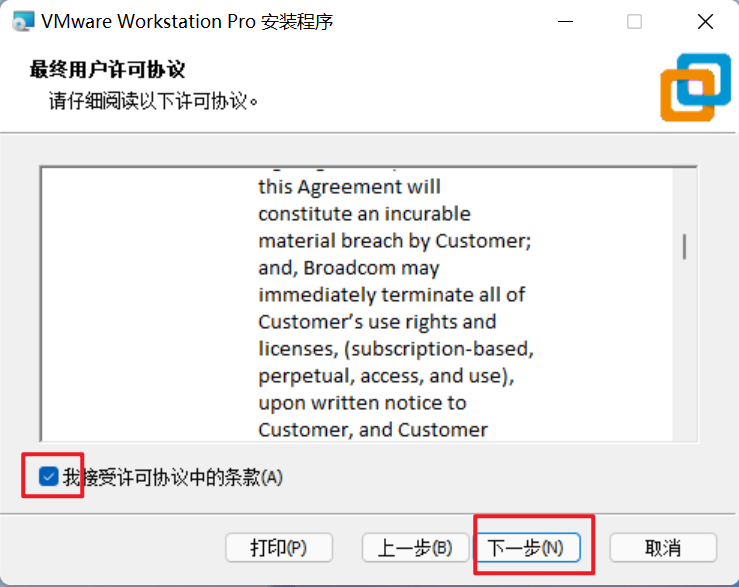 VMware Workstation Pro 安装程序
最终用户许可协议
请仔细阅读以下许可协议。
this Agreement will
constitute an incurable
material breach by Customer;
and, Broadcom may
immediately terminate all of
Customer’s use rights and
licenses, (subscription-based,
perpetual, access, and use),
upon written notice to
Customer, and Customer
我接受许可协议中的条款(A)
打印(P) 上一步(B) 下一步(N) 取消